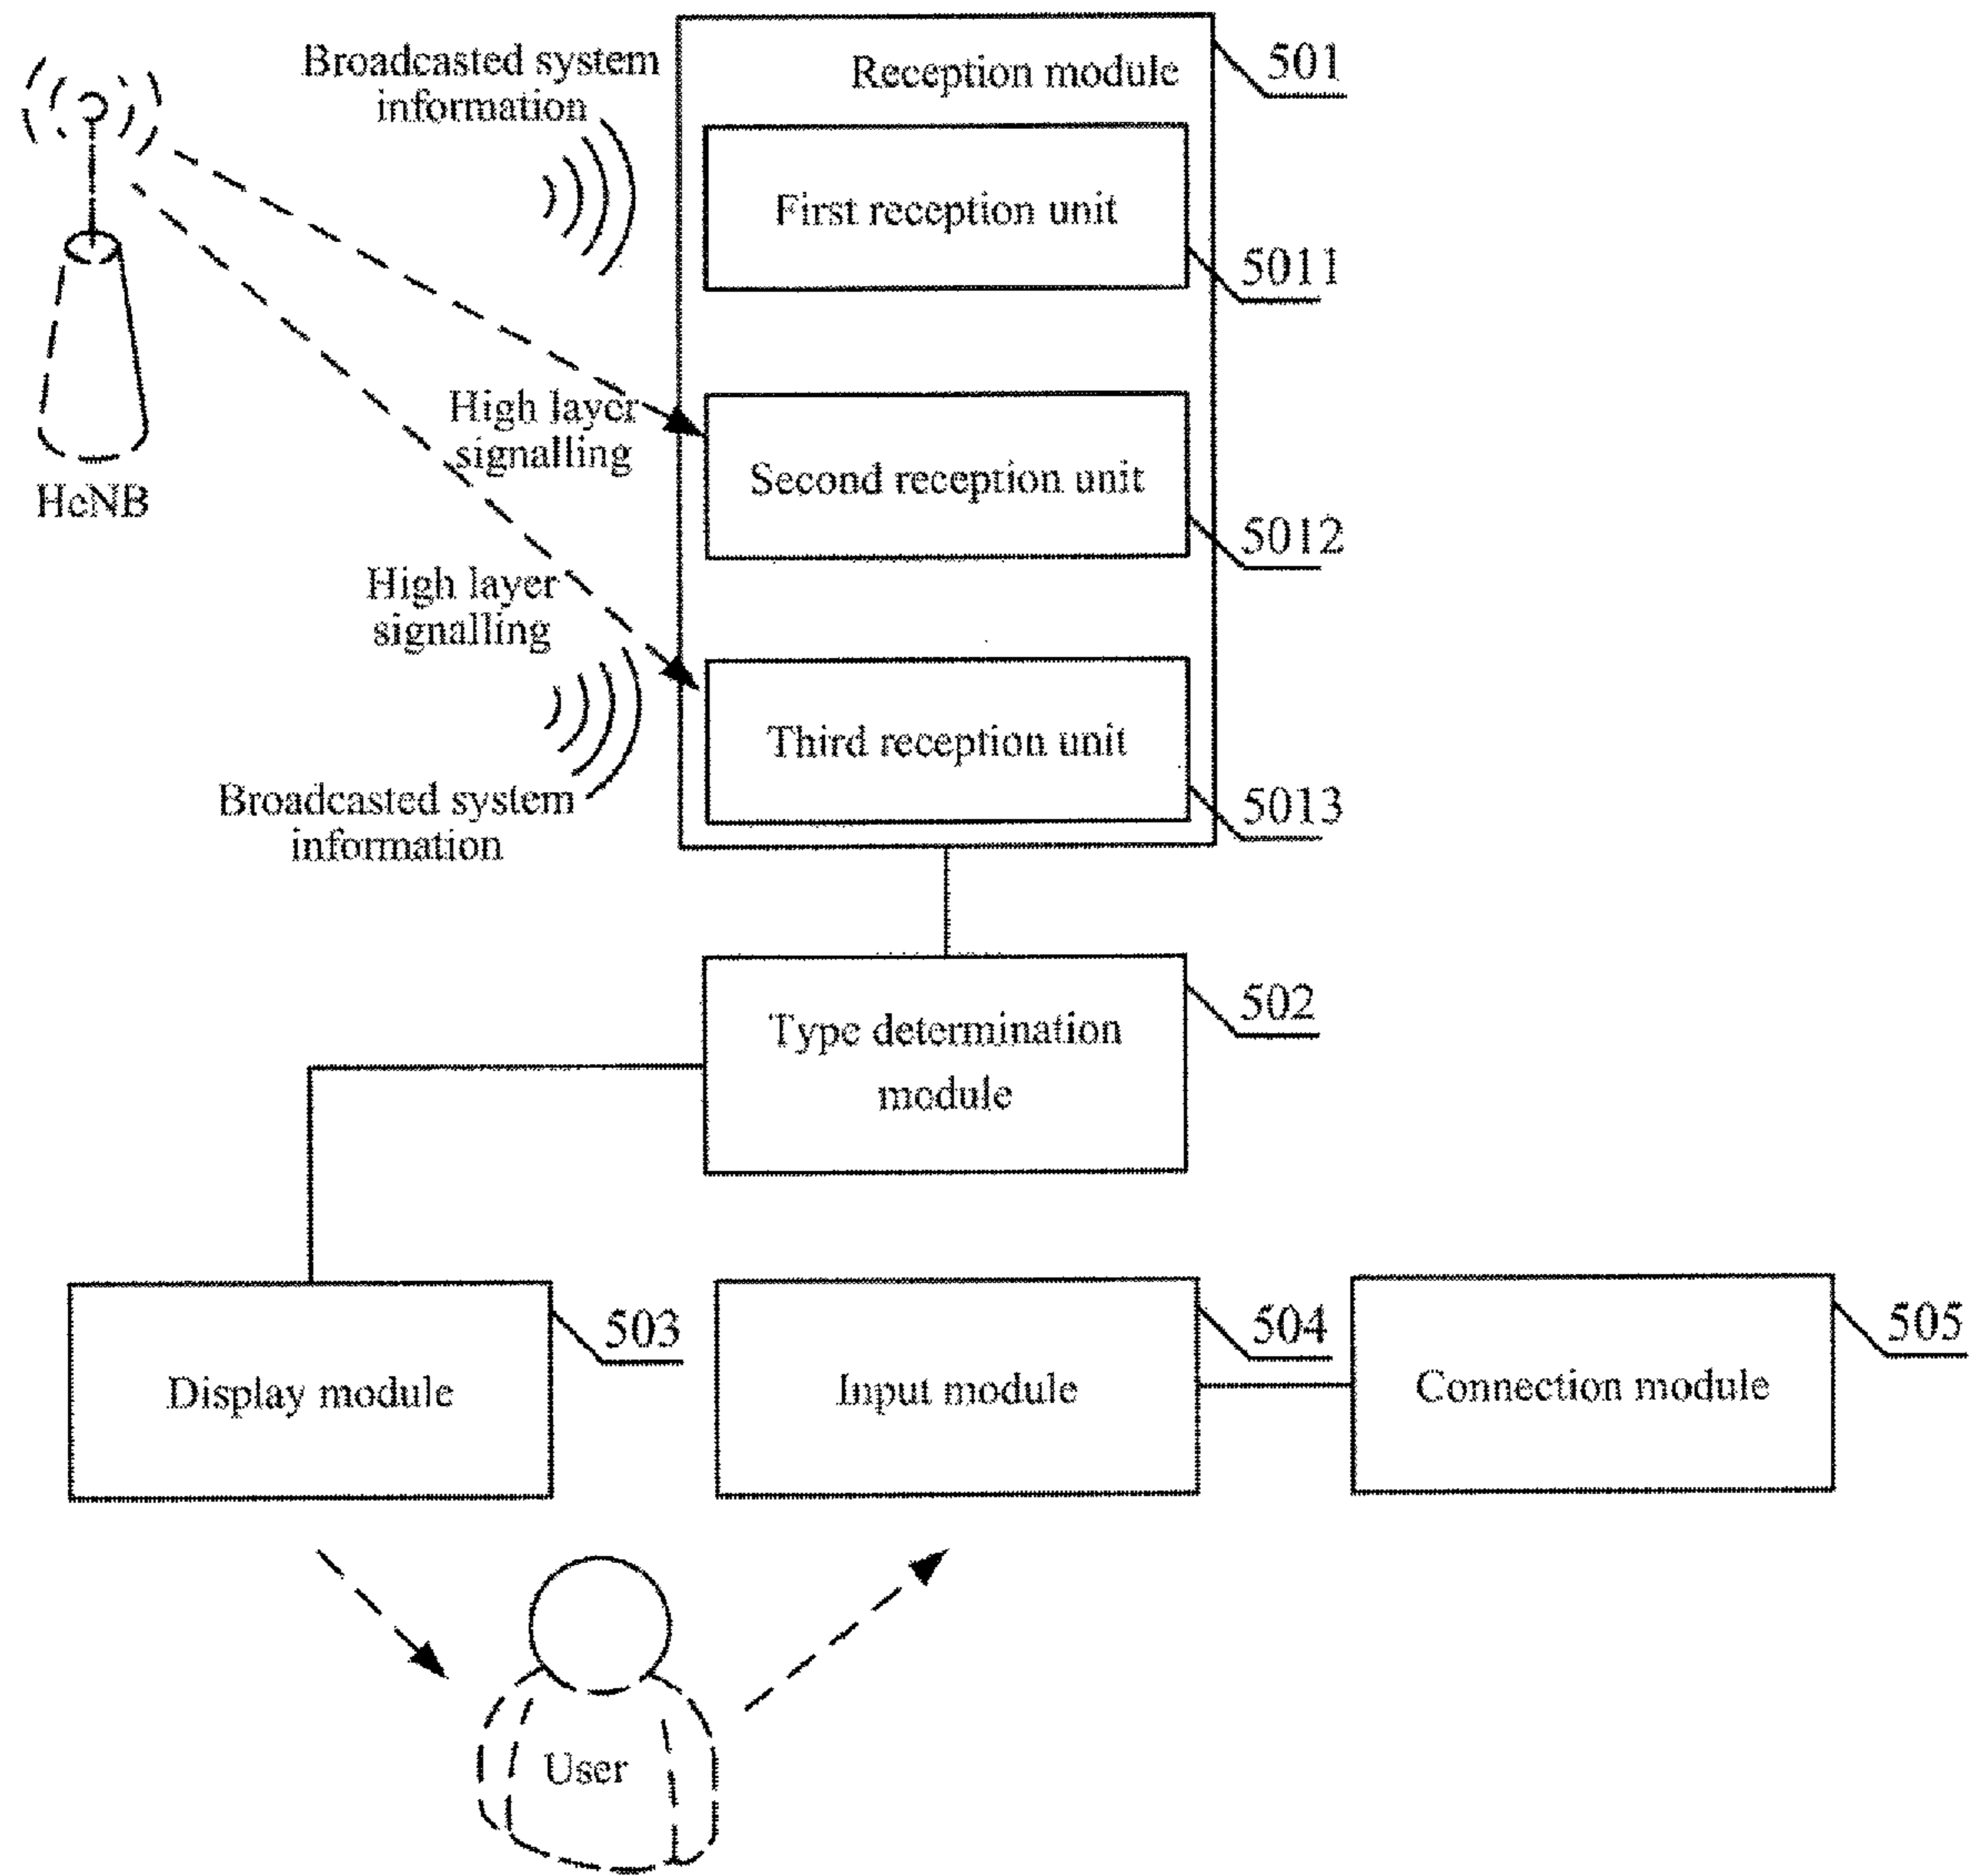 Broadcasted system
information
Reception module
501
First reception unit
5011
High layer
signalling
Second reception unit
5012
HeNB
High layer
signalling
Third reception unit
5013
Broadcasted system
information
Type determination
module
502
Display module
503
Input module
504
Connection module
505
User